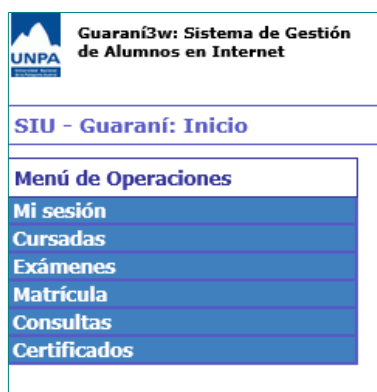 Guaraní3w: Sistema de Gestión
de Alumnos en Internet
UNPA
SIU - Guaraní: Inicio
Menú de Operaciones
Mi sesión
Cursadas
Exámenes
Matrícula
Consultas
Certificados